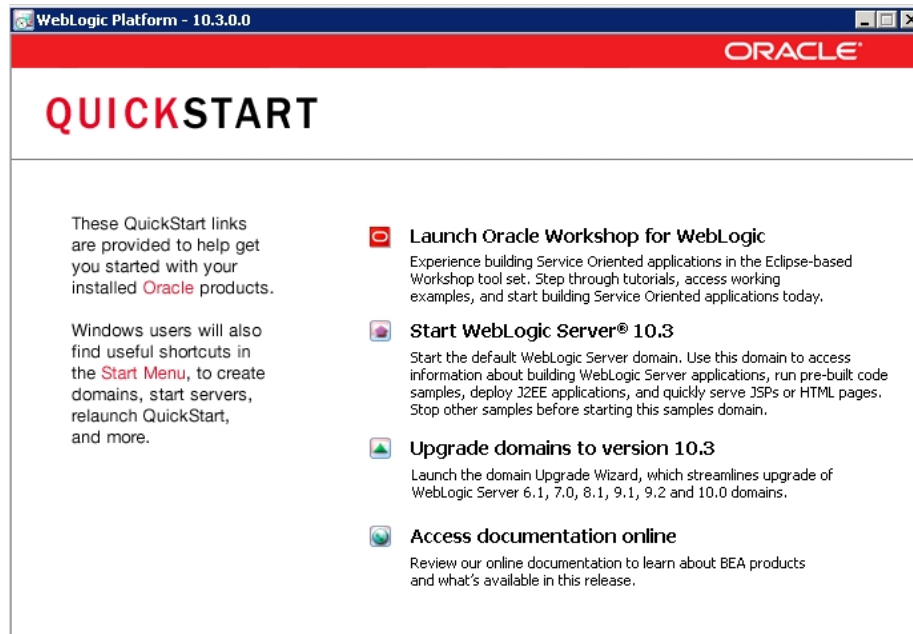 WebLogic Platform - 10.3.0.0
ORACLE®
QUICKSTART
These QuickStart links
are provided to help get
you started with your
installed Oracle products.
Windows users will also
find useful shortcuts in
the Start Menu, to create
domains, start servers,
relaunch QuickStart,
and more.
Launch Oracle Workshop for WebLogic
Experience building Service Oriented applications in the Eclipse-based
Workshop tool set. Step through tutorials, access working
examples, and start building Service Oriented applications today.
Start WebLogic Server® 10.3
Start the default WebLogic Server domain. Use this domain to access
information about building WebLogic Server applications, run pre-built code
samples, deploy J2EE applications, and quickly serve JSPs or HTML pages.
Stop other samples before starting this samples domain.
Upgrade domains to version 10.3
Launch the domain Upgrade Wizard, which streamlines upgrade of
WebLogic Server 6.1, 7.0, 8.1, 9.1, 9.2 and 10.0 domains.
Access documentation online
Review our online documentation to learn about BEA products
and what's available in this release.